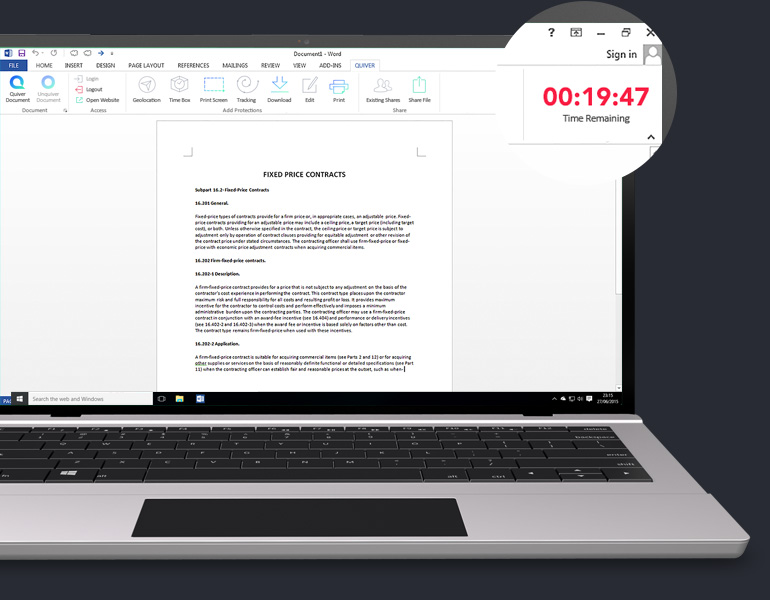 Document1 - Word
?
Sign in
FILE HOME INSERT DESIGN PAGE LAYOUT REFERENCES MAILINGS REVIEW VIEW ADD-INS QUIVER
Quiver Document
Unquiver Document
Login
Logout
Open Website
Geolocation
Time Box
Print Screen
Tracking
Download
Edit
Print
Existing Shares
Share File
Document
Access
Add Protections
Share
00:19:47
Time Remaining
FIXED PRICE CONTRACTS
Subpart 16.2- Fixed-Price Contracts
16.201 General.
Fixed-price types of contracts provide for a firm price or, in appropriate cases, an adjustable price. Fixed-
price contracts providing for an adjustable price may include a ceiling price, a target price (including target
cost), or both. Unless otherwise specified in the contract, the ceiling price or target price is subject to
adjustment only by operation of contract clauses providing for equitable adjustment or other revision of
the contract price under stated circumstances. The contracting officer shall use firm-fixed-price or fixed-
price with economic price adjustment contracts when acquiring commercial items.
16.202 Firm-fixed-price contracts.
16.202-1 Description.
A firm-fixed-price contract provides for a price that is not subject to any adjustment on the basis of the
contractor's cost experience in performing the contract. This contract type places upon the contractor
maximum risk and full responsibility for all costs and resulting profit or loss. It provides maximum
incentive for the contractor to control costs and perform effectively and imposes a minimum
administrative burden upon the contracting parties. The contracting officer may use a firm-fixed-price
contract in conjunction with an award-fee incentive (see 16.404) and performance or delivery incentives
(see 16.402-2 and 16.402-3) when the award fee or incentive is based solely on factors other than cost.
The contract type remains firm-fixed-price when used with these incentives.
16.202-2 Application.
A firm-fixed-price contract is suitable for acquiring commercial items (see Parts 2 and 12) or for acquiring
other supplies or services on the basis of reasonably definite functional or detailed specifications (see Part
11) when the contracting officer can establish fair and reasonable prices at the outset, such as when-
PAG
Search the web and Windows
23:15
27/06/2015
delete
backspace
enter
shift
alt
alt
ctrl